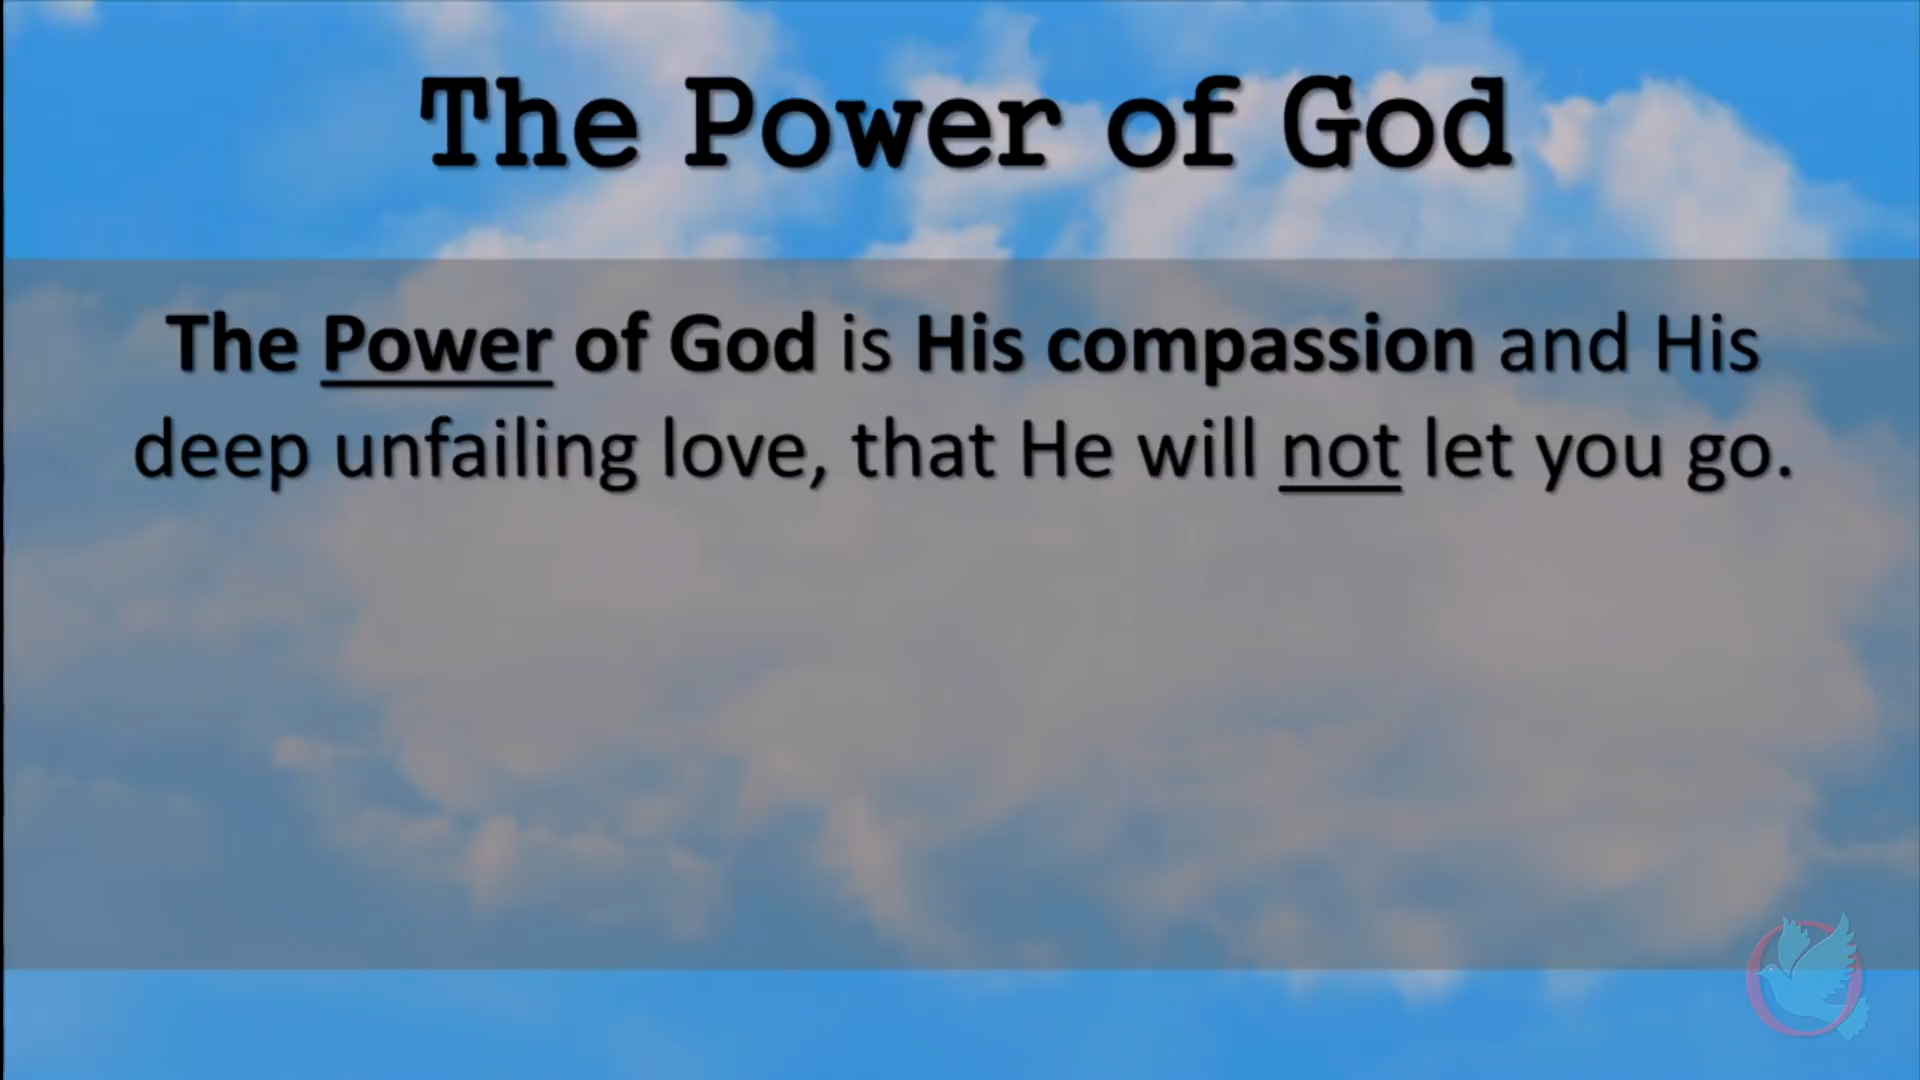 The Power of God
The Power of God is His compassion and His
deep unfailing love, that He will not let you go.